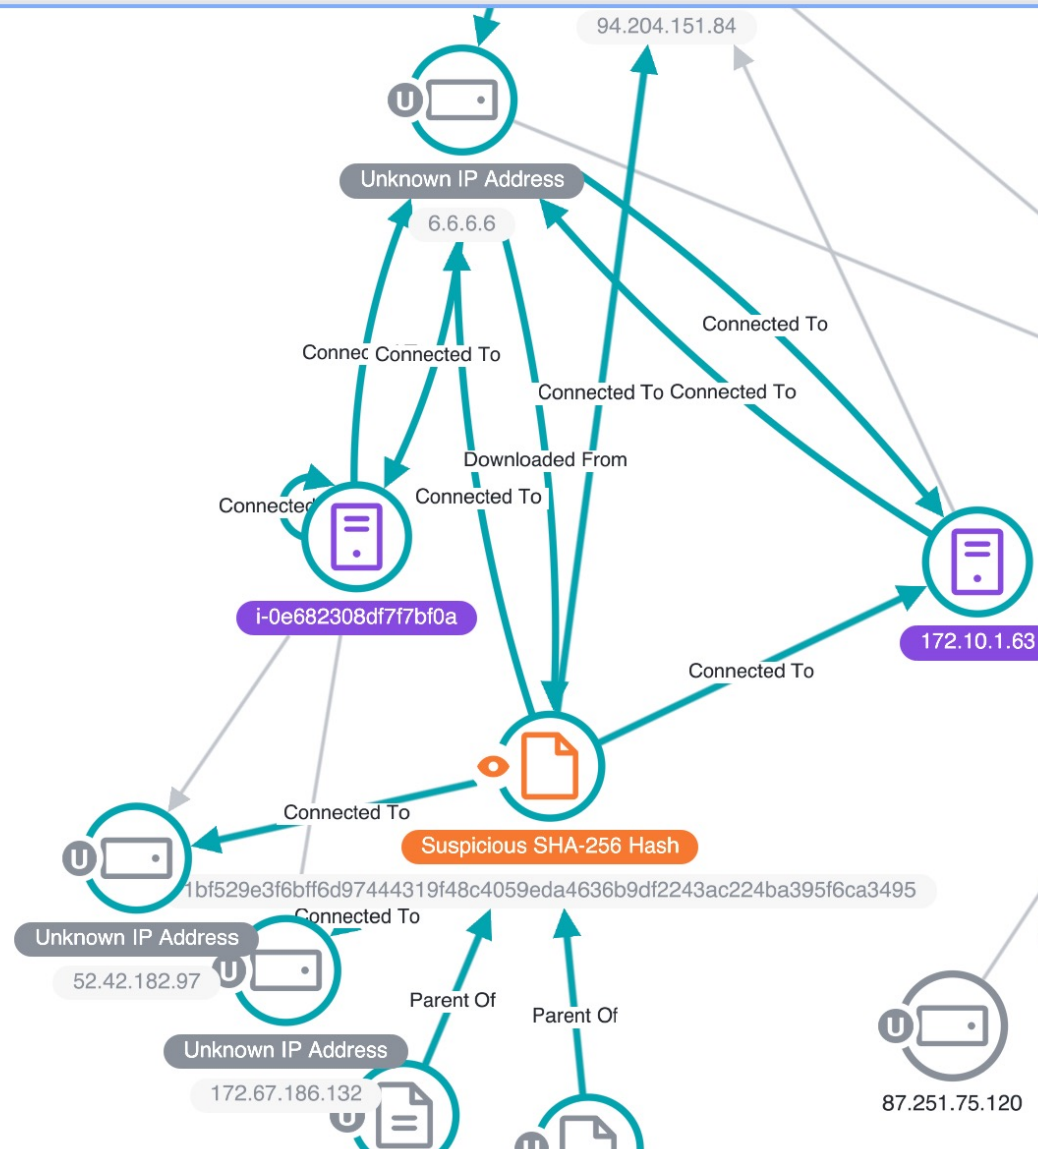 94.204.151.84
U
Unknown IP Address
6.6.6.6
Connected To
Connec
Connected To
Connected To
Connected To
Downloaded From
Connected To
Connected
i-0e682308df7f7bf0a
172.10.1.63
Connected To
Connected To
Suspicious SHA-256 Hash
U
1bf529e3f6bff6d97444319f48c4059eda4636b9df2243ac224ba395f6ca3495
Connected To
Unknown IP Address
U
52.42.182.97
Parent Of
Parent Of
U
Unknown IP Address
172.67.186.132
U
87.251.75.120
U